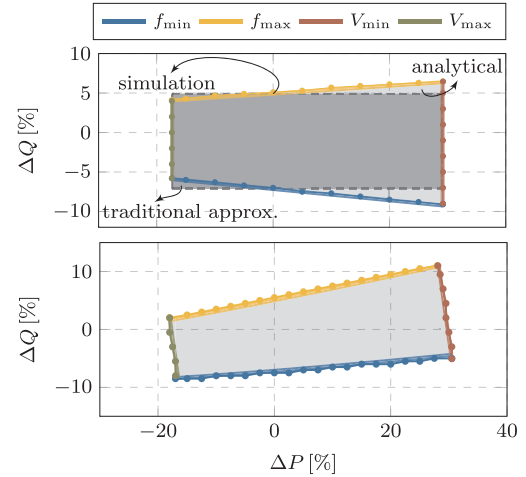 f_min f_max V_min V_max
10
5
0
−5
−10
ΔQ [%]
simulation
analytical
traditional approx.
10
0
−10
ΔQ [%]
−20 0 20 40
ΔP [%]